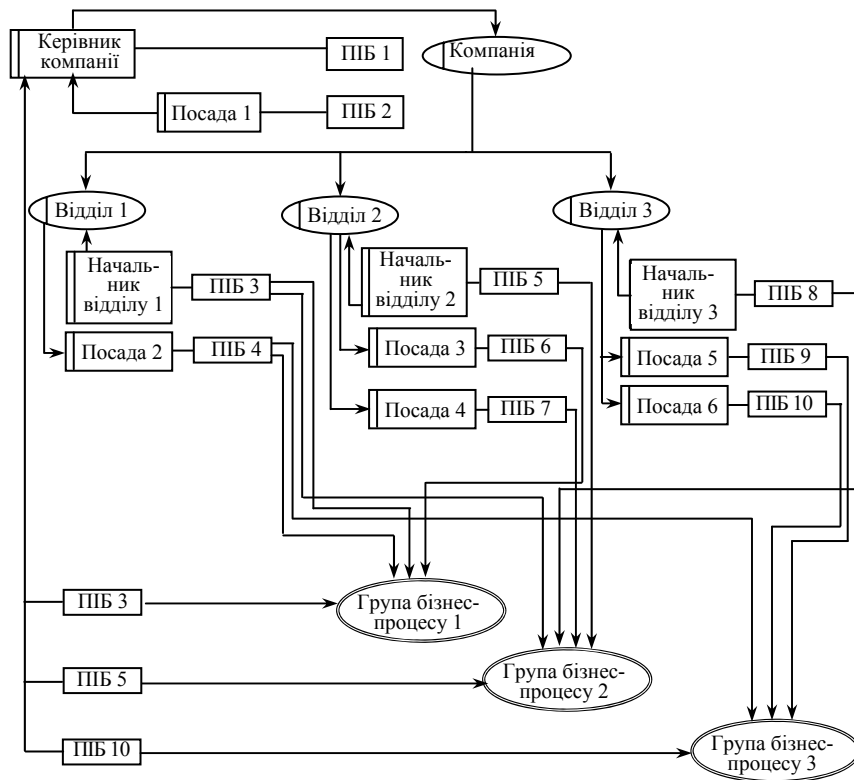 Керівник
компанії
ПІБ 1
Компанія
Посада 1
ПІБ 2
Відділ 1
Відділ 2
Відділ 3
Началь-
ник
відділу 1
ПІБ 3
Началь-
ник
відділу 2
ПІБ 5
Началь-
ник
відділу 3
ПІБ 8
Посада 2
ПІБ 4
Посада 3
ПІБ 6
Посада 5
ПІБ 9
Посада 4
ПІБ 7
Посада 6
ПІБ 10
ПІБ 3
Група бізнес-
процесу 1
ПІБ 5
Група бізнес-
процесу 2
ПІБ 10
Група бізнес-
процесу 3